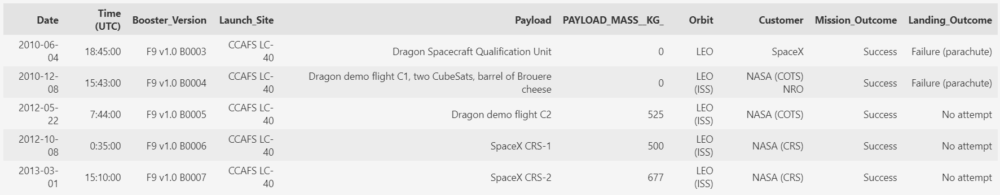 Date Time (UTC) Booster_Version Launch_Site Payload PAYLOAD_MASS__KG_ Orbit Customer Mission_Outcome Landing_Outcome
2010-06-04 18:45:00 F9 v1.0 B0003 CCAFS LC-40 Dragon Spacecraft Qualification Unit 0 LEO SpaceX Success Failure (parachute)
2010-12-08 15:43:00 F9 v1.0 B0004 CCAFS LC-40 Dragon demo flight C1, two CubeSats, barrel of Brouere cheese 0 LEO (ISS) NASA (COTS) NRO Success Failure (parachute)
2012-05-22 7:44:00 F9 v1.0 B0005 CCAFS LC-40 Dragon demo flight C2 525 LEO (ISS) NASA (COTS) Success No attempt
2012-10-08 0:35:00 F9 v1.0 B0006 CCAFS LC-40 SpaceX CRS-1 500 LEO (ISS) NASA (CRS) Success No attempt
2013-03-01 15:10:00 F9 v1.0 B0007 CCAFS LC-40 SpaceX CRS-2 677 LEO (ISS) NASA (CRS) Success No attempt